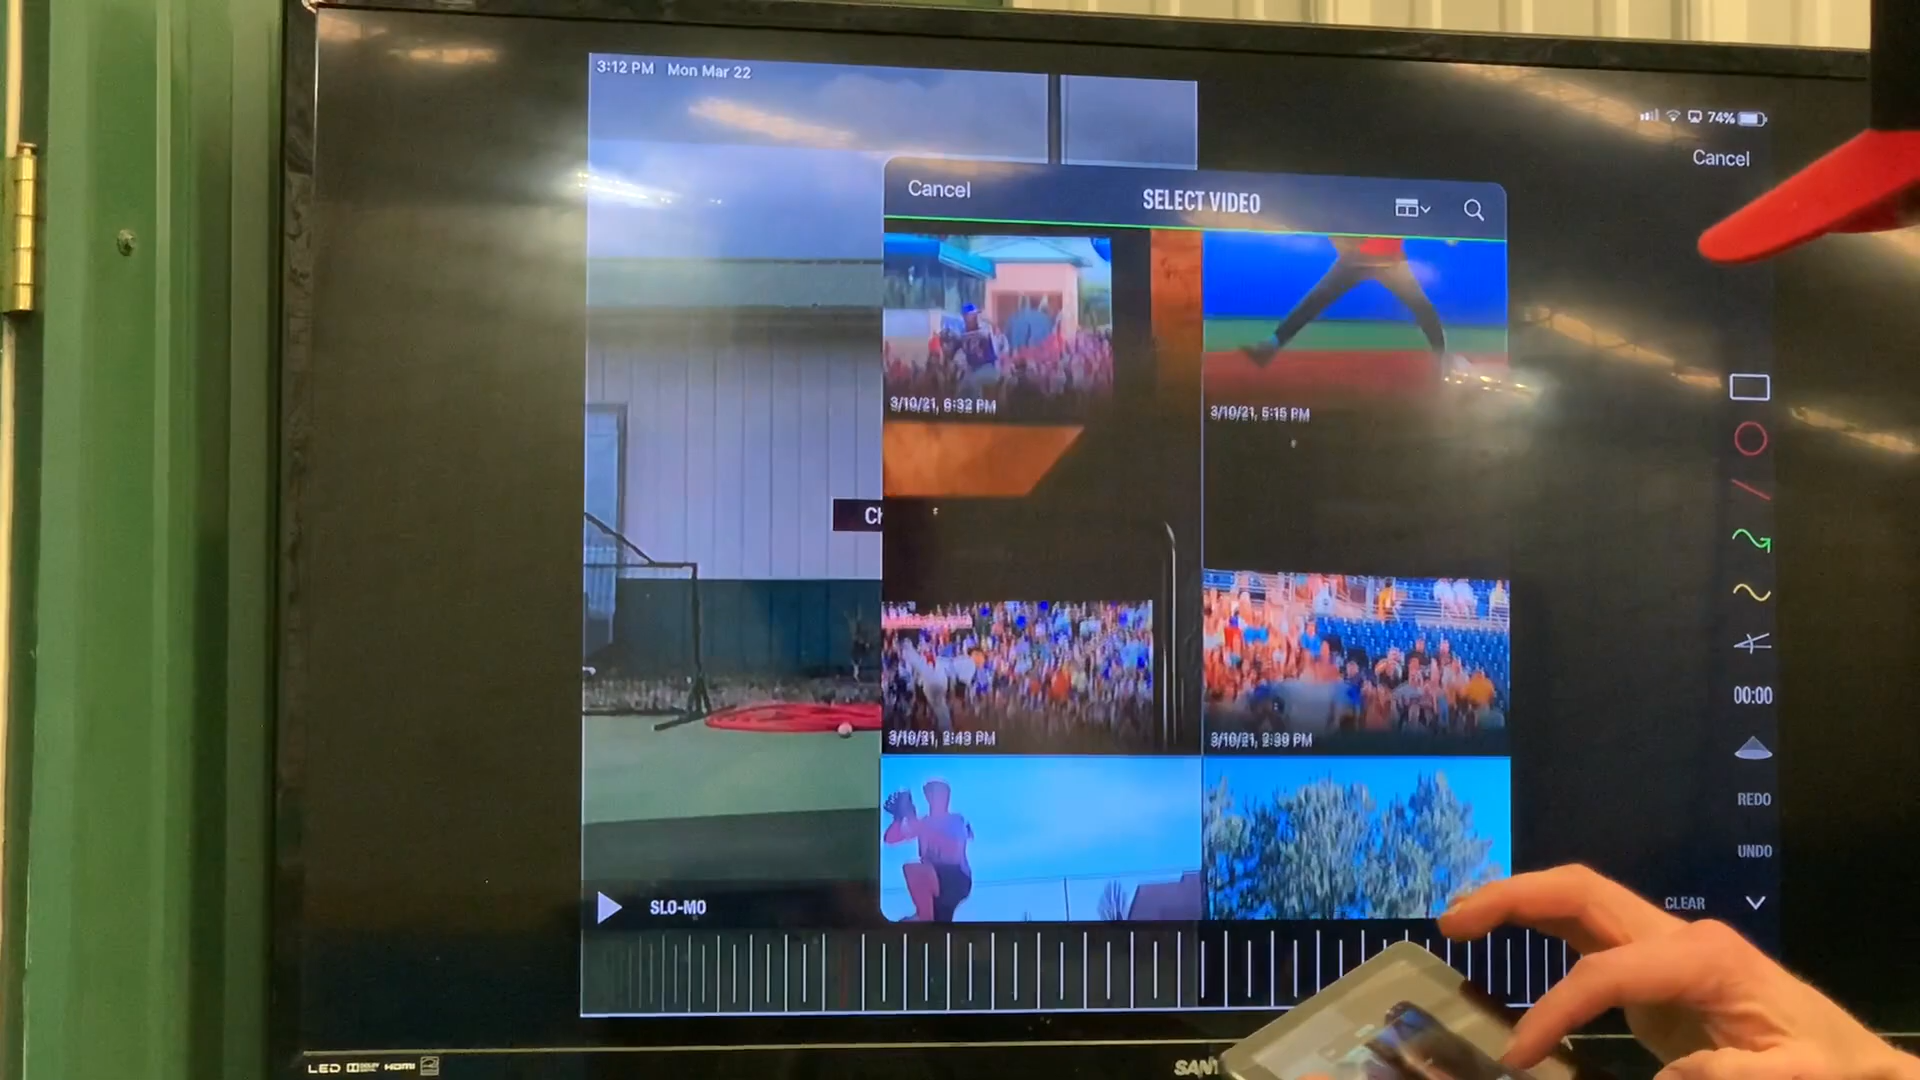 3:12 PM Mon Mar 22
74%
Cancel
Cancel
SELECT VIDEO
3/10/21, 6:32 PM
3/10/21, 5:15 PM
3/10/21, 2:43 PM
3/10/21, 2:39 PM
00:00
REDO
UNDO
CLEAR
SLO-MO
LED
HDMI